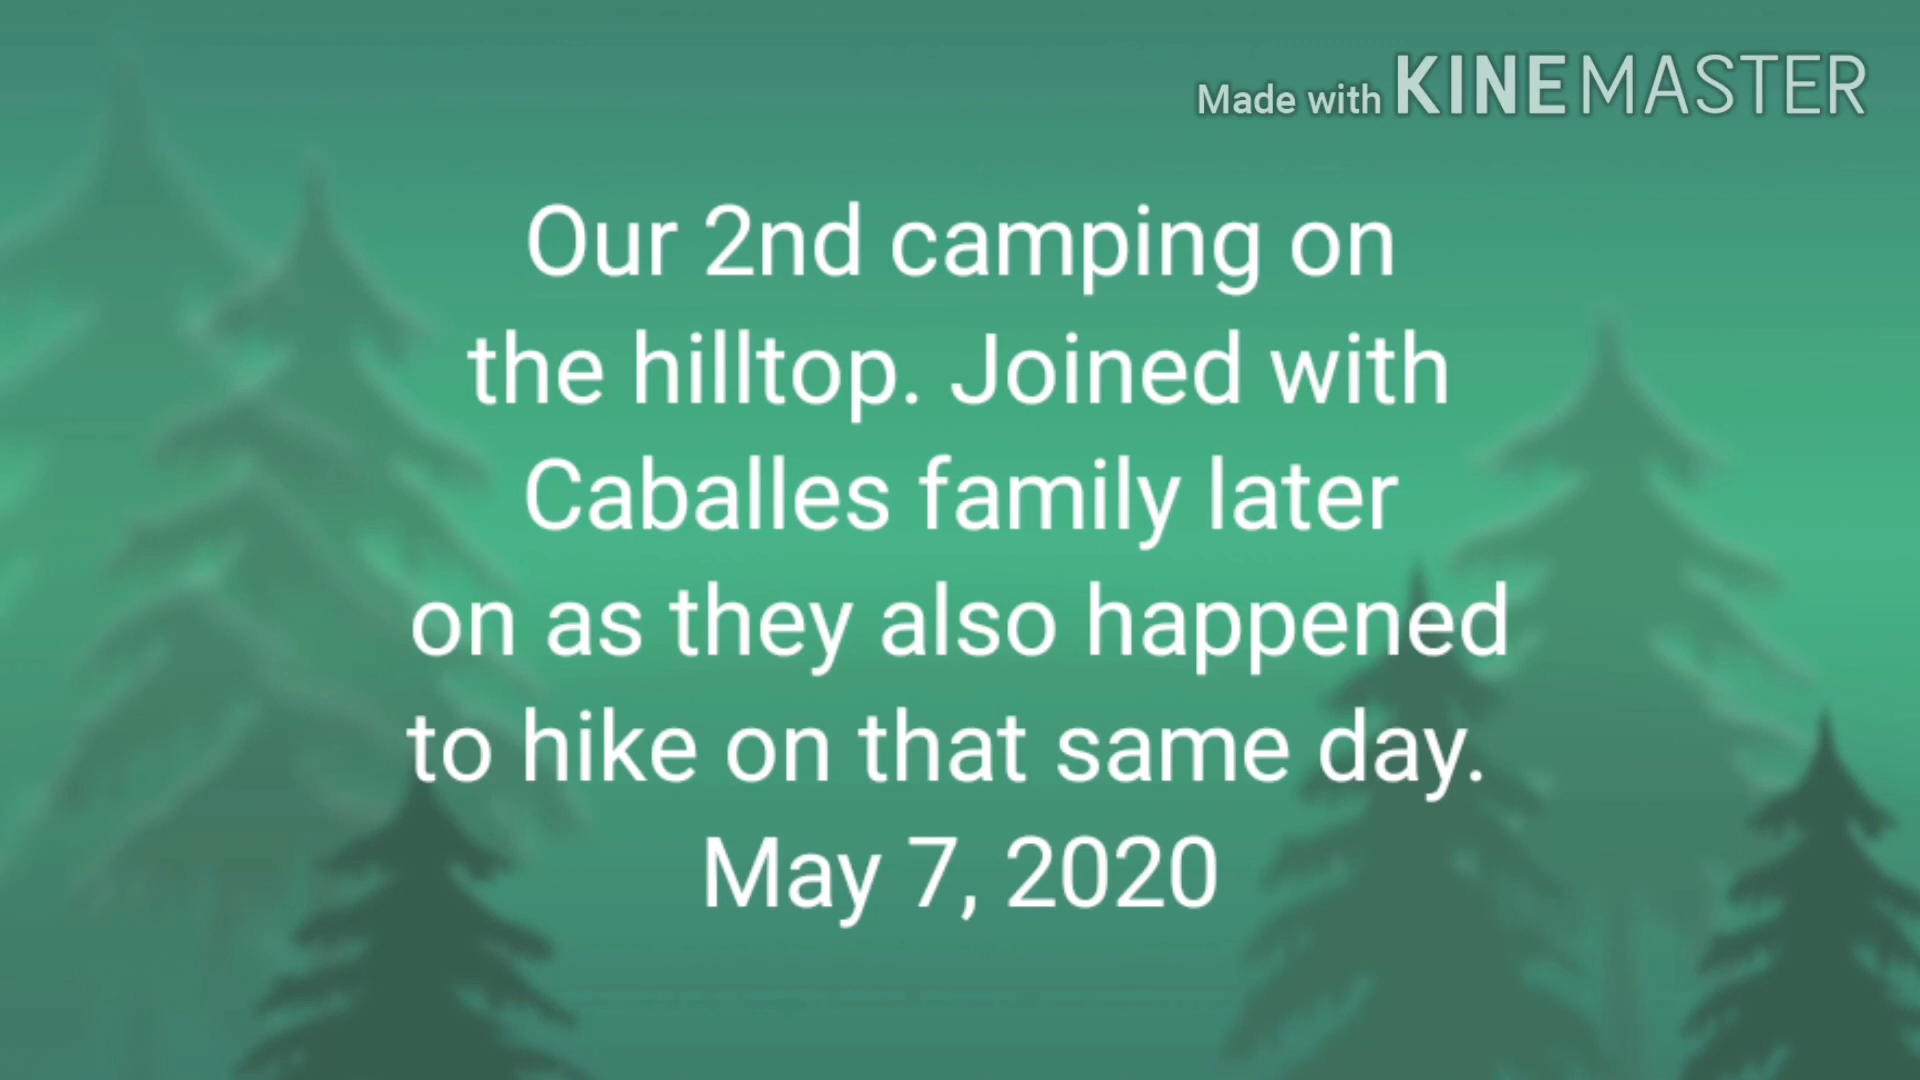 Made with KINEMASTER
Our 2nd camping on
the hilltop. Joined with
Caballes family later
on as they also happened
to hike on that same day.
May 7, 2020